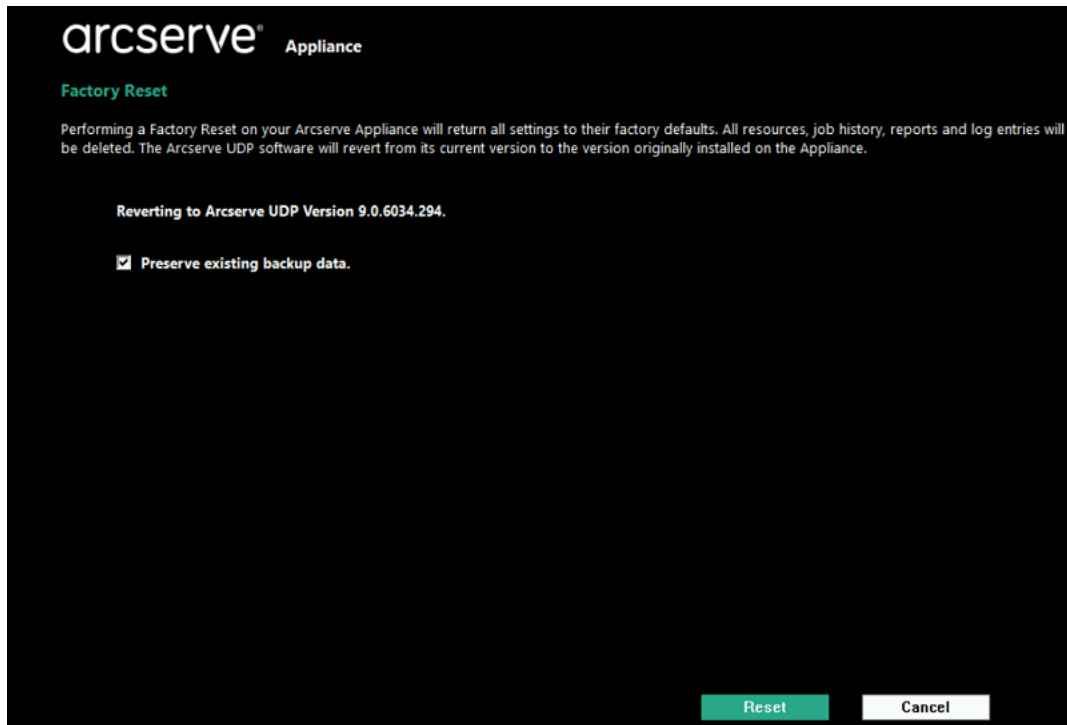 arcserve® Appliance
Factory Reset
Performing a Factory Reset on your Arcserve Appliance will return all settings to their factory defaults. All resources, job history, reports and log entries will
be deleted. The Arcserve UDP software will revert from its current version to the version originally installed on the Appliance.
Reverting to Arcserve UDP Version 9.0.6034.294.
Preserve existing backup data.
Reset Cancel